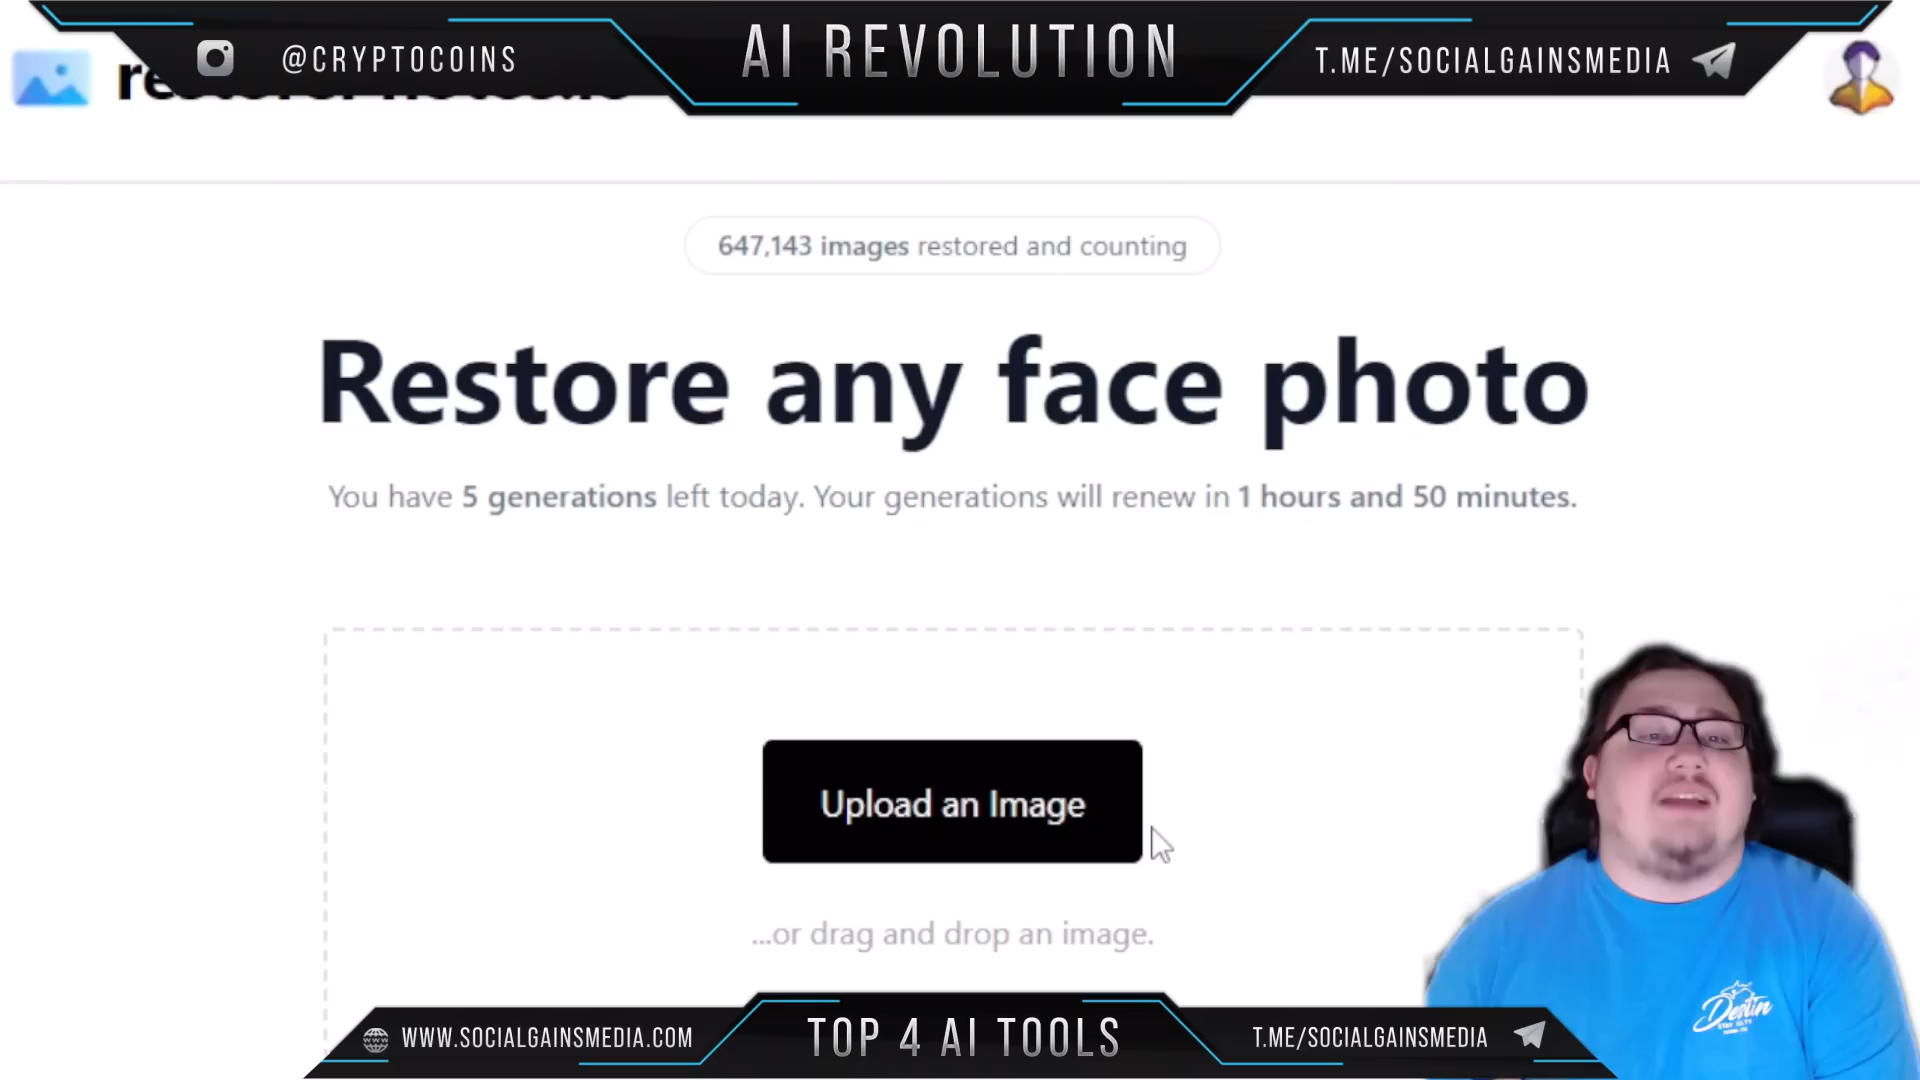 @CRYPTOCOINS
AI REVOLUTION
T.ME/SOCIALGAINSMEDIA
647,143 images restored and counting
Restore any face photo
You have 5 generations left today. Your generations will renew in 1 hours and 50 minutes.
Upload an Image
...or drag and drop an image.
Destin
WWW.SOCIALGAINSMEDIA.COM
TOP 4 AI TOOLS
T.ME/SOCIALGAINSMEDIA